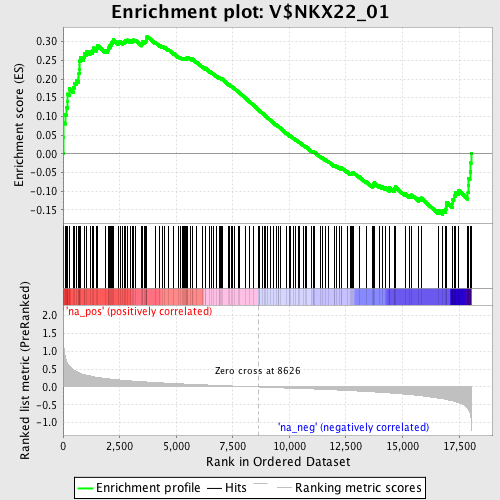 Enrichment plot: V$NKX22_01
Enrichment score (ES)
0.30
0.25
0.20
0.15
0.10
0.05
0.00
-0.05
-0.10
-0.15
'na_pos' (positively correlated)
Ranked list metric (PreRanked)
2.0
1.5
1.0
0.5
0.0
-0.5
-1.0
Zero cross at 8626
'na_neg' (negatively correlated)
0
2,500
5,000
7,500
10,000
12,500
15,000
17,500
Rank in Ordered Dataset
Enrichment profile
Hits
Ranking metric scores